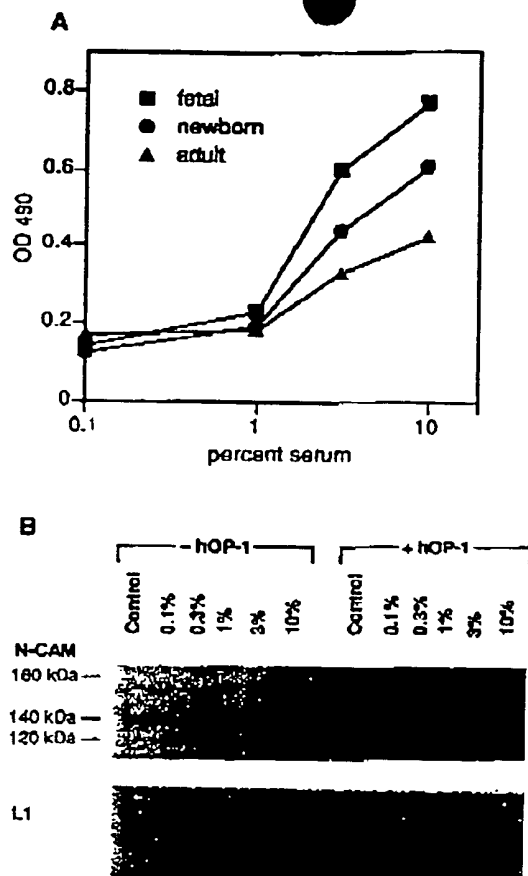 A
0.8
0.6
0.4
0.2
0
OD 490
fetal
newborn
adult
0.1 1 10
percent serum
B
- hOP-1 + hOP-1
Control 0.1% 0.3% 1% 3% 10% Control 0.1% 0.3% 1% 3% 10%
N-CAM
180 kDa
140 kDa
120 kDa
L1